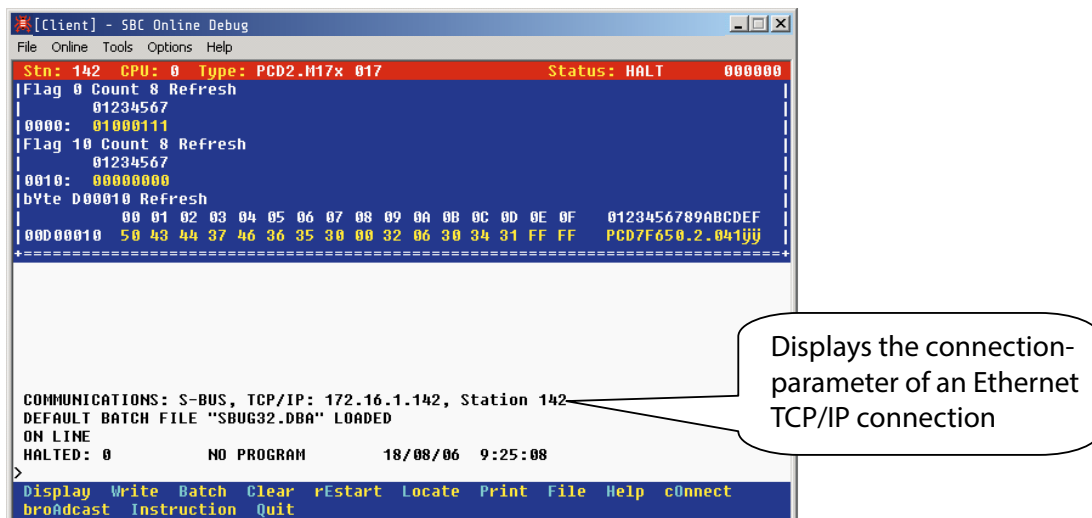 [Client] - SBC Online Debug
File Online Tools Options Help
Stn: 142 CPU: 0 Type: PCD2.M17x 017 Status: HALT 000000
|Flag 0 Count 8 Refresh |
| 01234567 |
|0000: 01000111 |
|Flag 10 Count 8 Refresh |
| 01234567 |
|0010: 00000000 |
|bYte D00010 Refresh |
| 00 01 02 03 04 05 06 07 08 09 0A 0B 0C 0D 0E 0F 0123456789ABCDEF |
|00D00010 50 43 44 37 46 36 35 30 00 32 06 30 34 31 FF FF PCD7F650.2.041ÿÿ |
COMMUNICATIONS: S-BUS, TCP/IP: 172.16.1.142, Station 142
DEFAULT BATCH FILE "SBUG32.DBA" LOADED
ON LINE
HALTED: 0 NO PROGRAM 18/08/06 9:25:08
>
Display Write Batch Clear rEstart Locate Print File Help cOnnect
broAdcast Instruction Quit
Displays the connection-
parameter of an Ethernet
TCP/IP connection